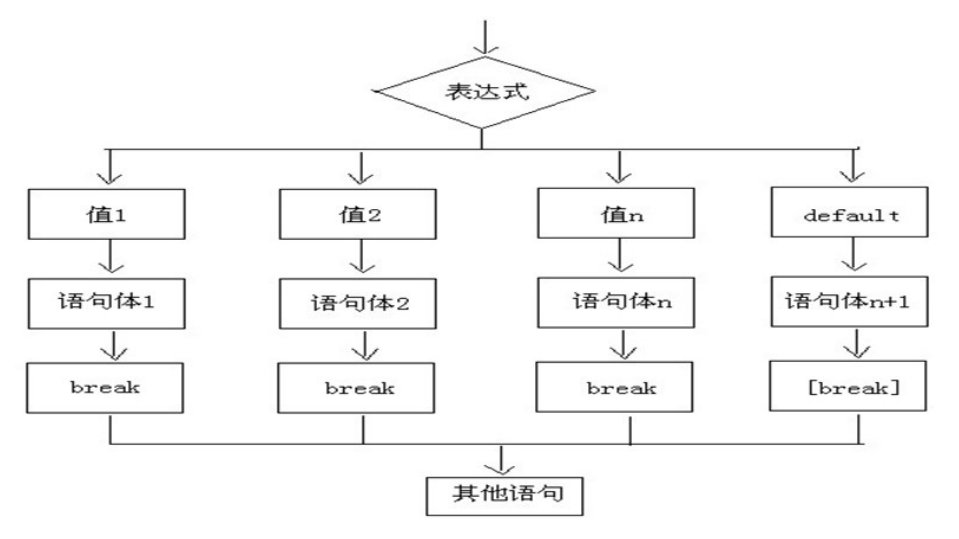 表达式
值1
值2
值n
default
语句体1
语句体2
语句体n
语句体n+1
break
break
break
[break]
其他语句